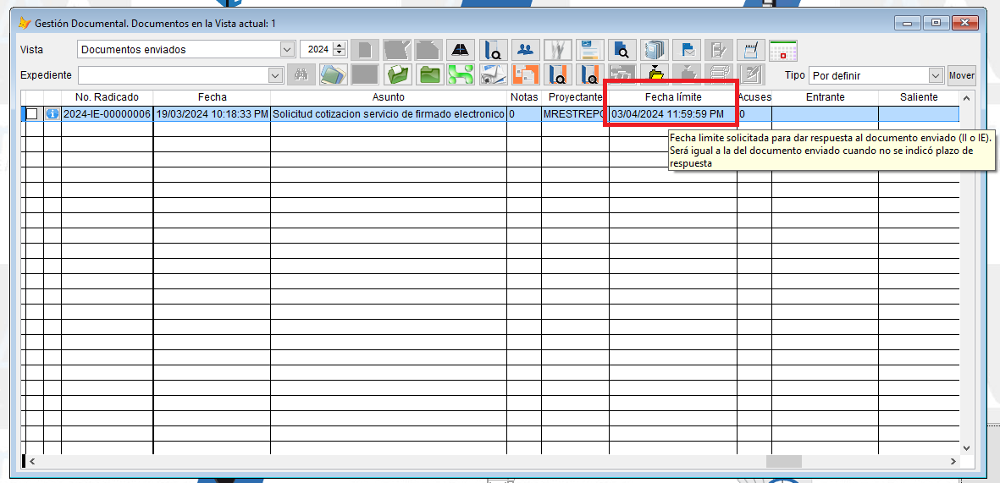 Gestión Documental. Documentos en la Vista actual: 1
Vista Documentos enviados 2024
Expediente Tipo Por definir Mover
No. Radicado Fecha Asunto Notas Proyectante Fecha límite Acuses Entrante Saliente
2024-IE-00000006 19/03/2024 10:18:33 PM Solicitud cotizacion servicio de firmado electronico 0 MRESTREPO 03/04/2024 11:59:59 PM 0
Fecha limite solicitada para dar respuesta al documento enviado (II o IE).
Será igual a la del documento enviado cuando no se indicó plazo de
respuesta